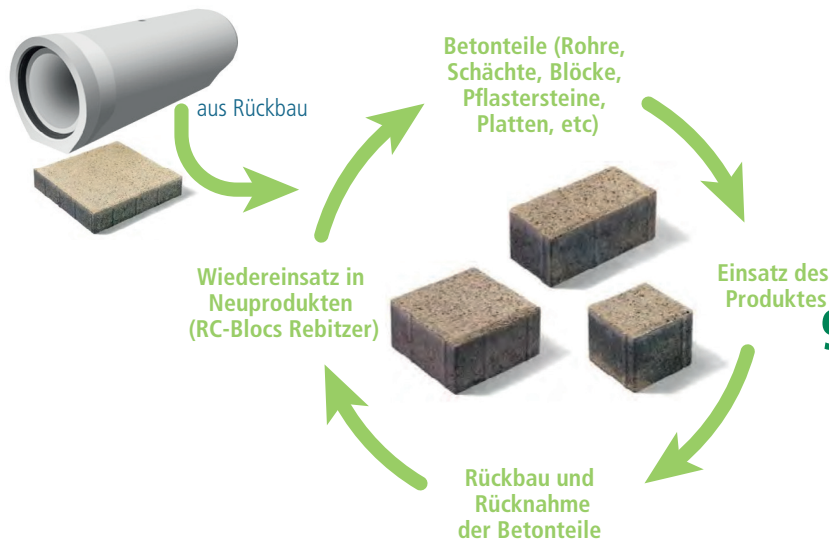 Betonteile (Rohre,
Schächte, Blöcke,
Pflastersteine,
Platten, etc)
aus Rückbau
Wiedereinsatz in
Neuprodukten
(RC-Blocs Rebitzer)
Einsatz des
Produktes
Rückbau und
Rücknahme
der Betonteile